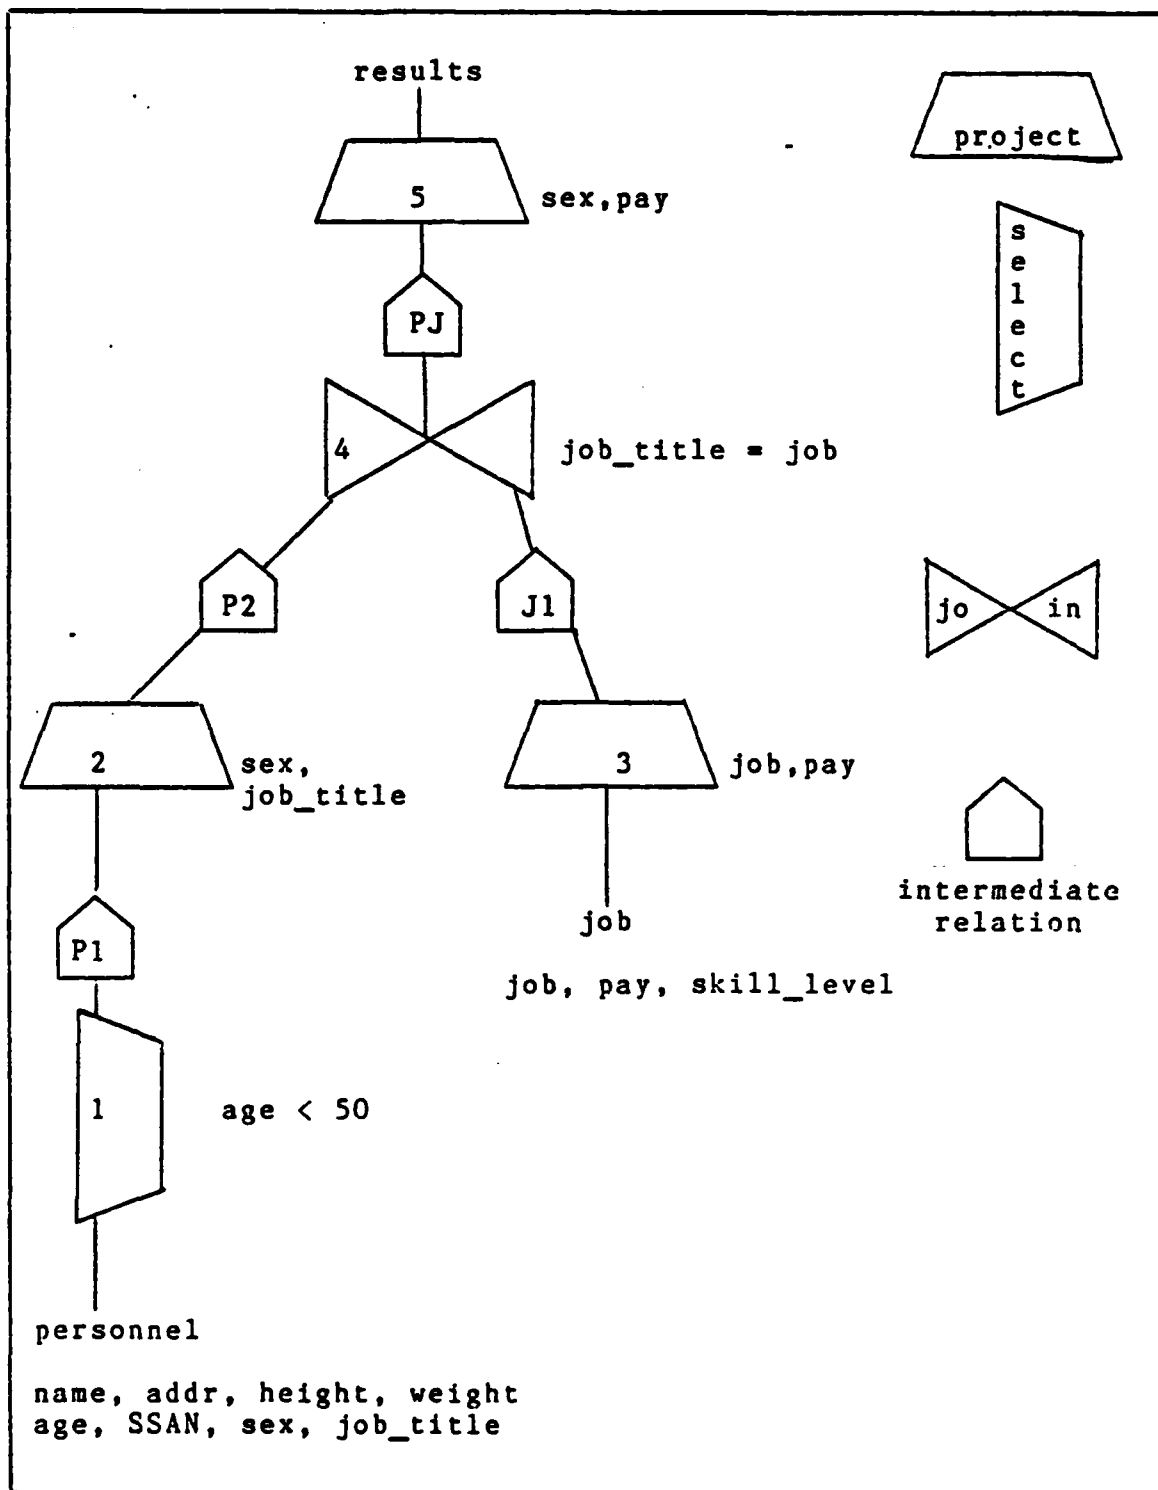 results
project
5
sex,pay
s
e
l
e
c
t
PJ
4
job_title = job
P2
J1
jo in
2
sex,
job_title
3
job,pay
intermediate
relation
P1
job
job, pay, skill_level
1
age < 50
personnel
name, addr, height, weight
age, SSAN, sex, job_title